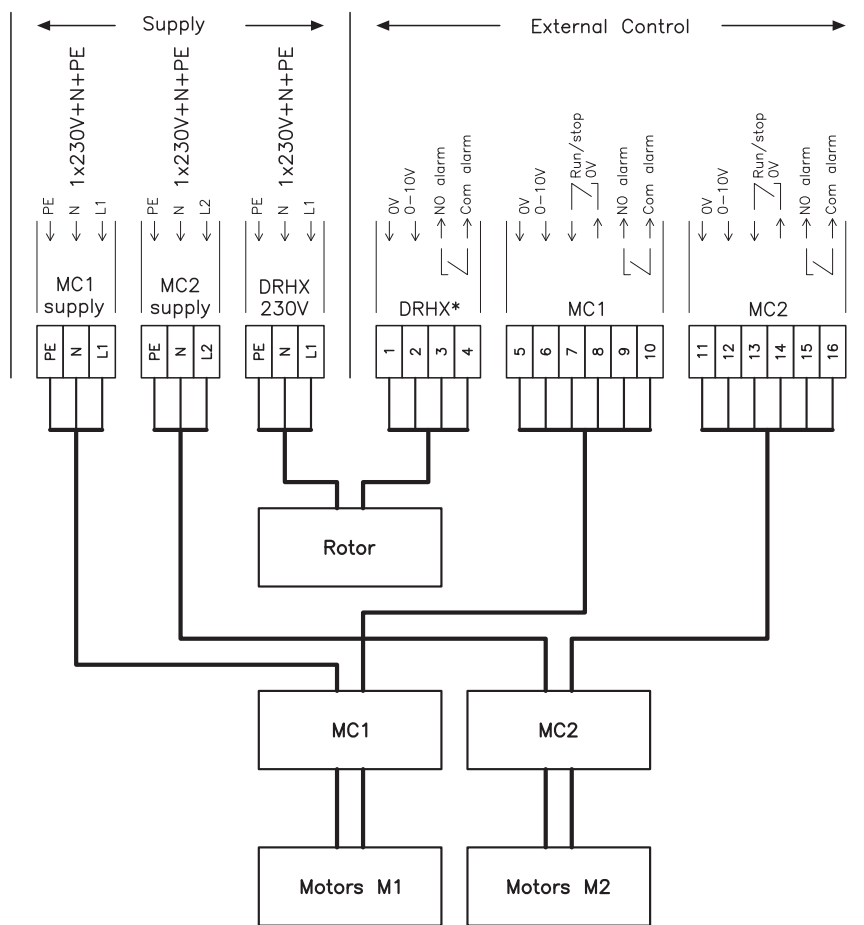 Supply
External Control
1x230V+N+PE
1x230V+N+PE
1x230V+N+PE
PE
N
L1
PE
N
L2
PE
N
L1
0V
0-10V
NO alarm
Com alarm
0V
0-10V
Run/stop
0V
NO alarm
Com alarm
0V
0-10V
Run/stop
0V
NO alarm
Com alarm
MC1
supply
MC2
supply
DRHX
230V
DRHX*
MC1
MC2
PE
N
L1
PE
N
L2
PE
N
L1
1
2
3
4
5
6
7
8
9
10
11
12
13
14
15
16
Rotor
MC1
MC2
Motors M1
Motors M2